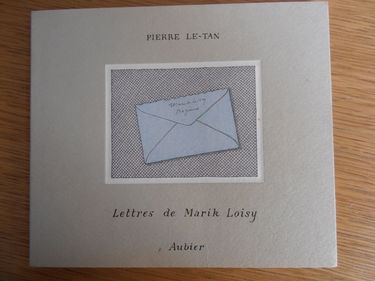 PIERRE LE-TAN
Lettres de Marik Loisy
Aubier